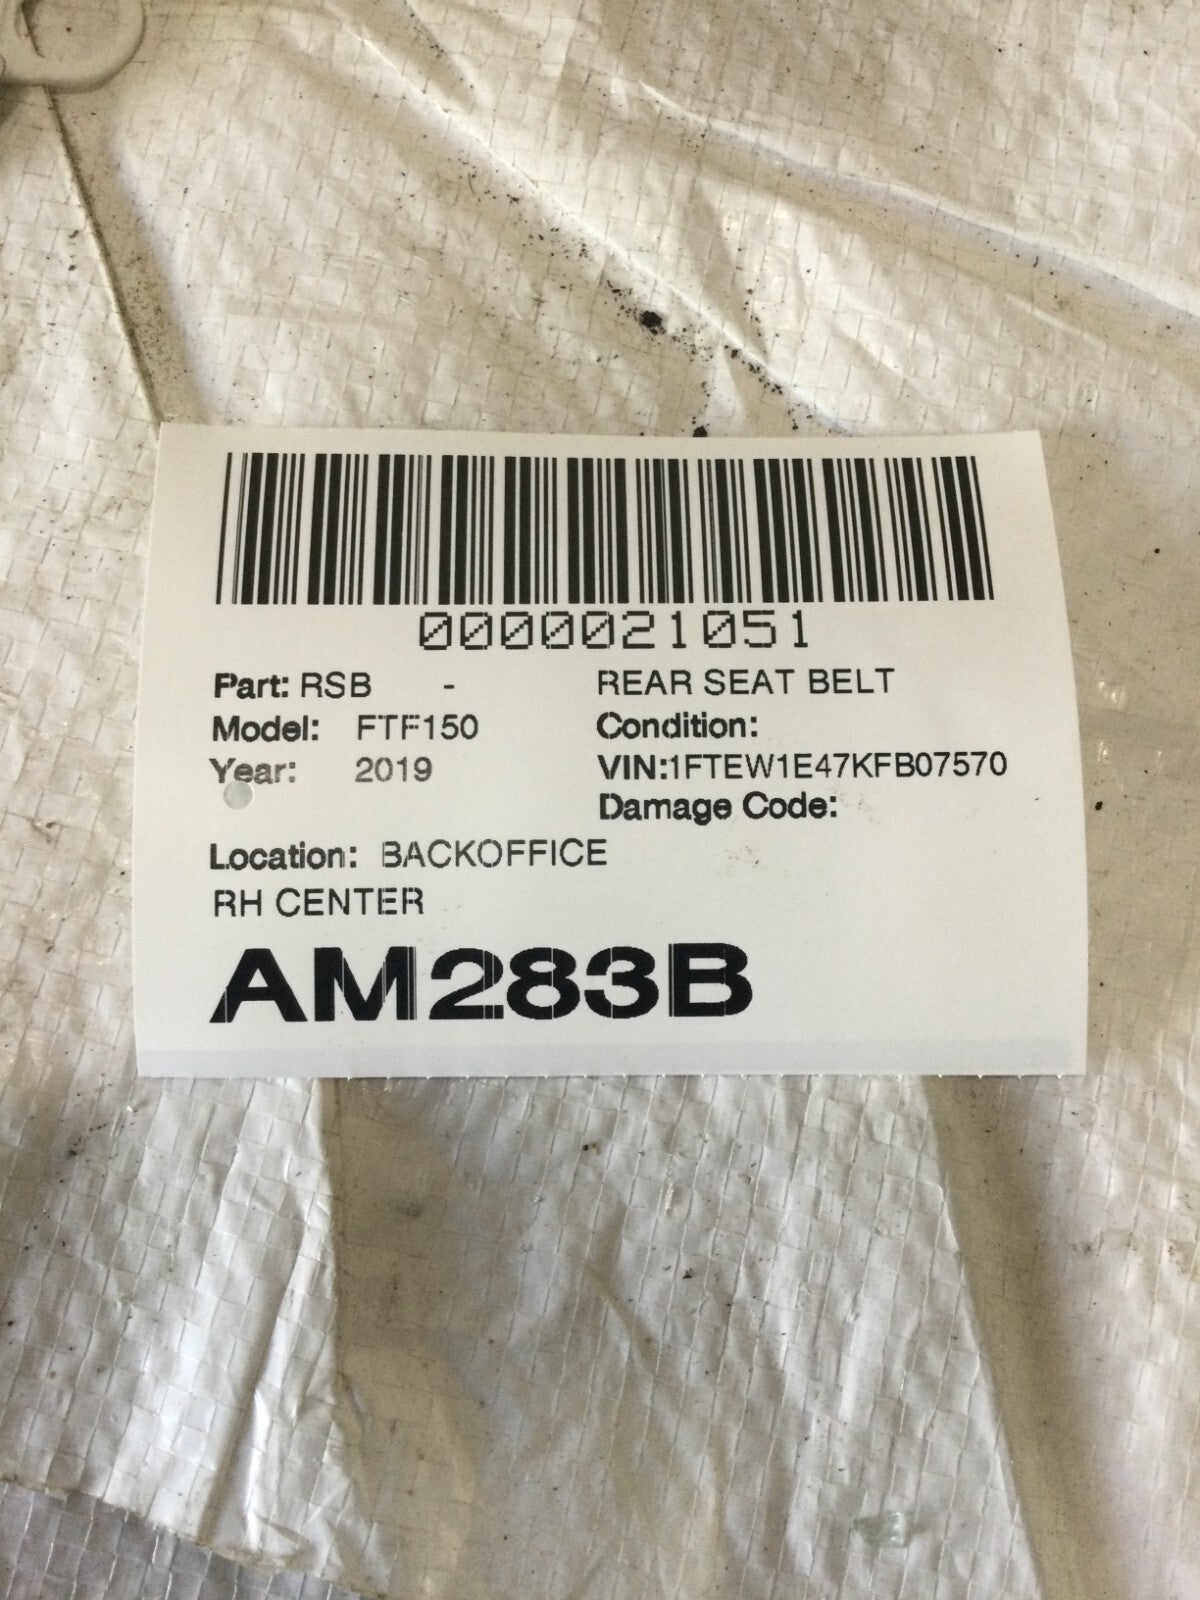 0000021051
Part: RSB - REAR SEAT BELT
Model: FTF150 Condition:
Year: 2019 VIN:1FTEW1E47KFB07570
Damage Code:
Location: BACKOFFICE
RH CENTER
AM283B